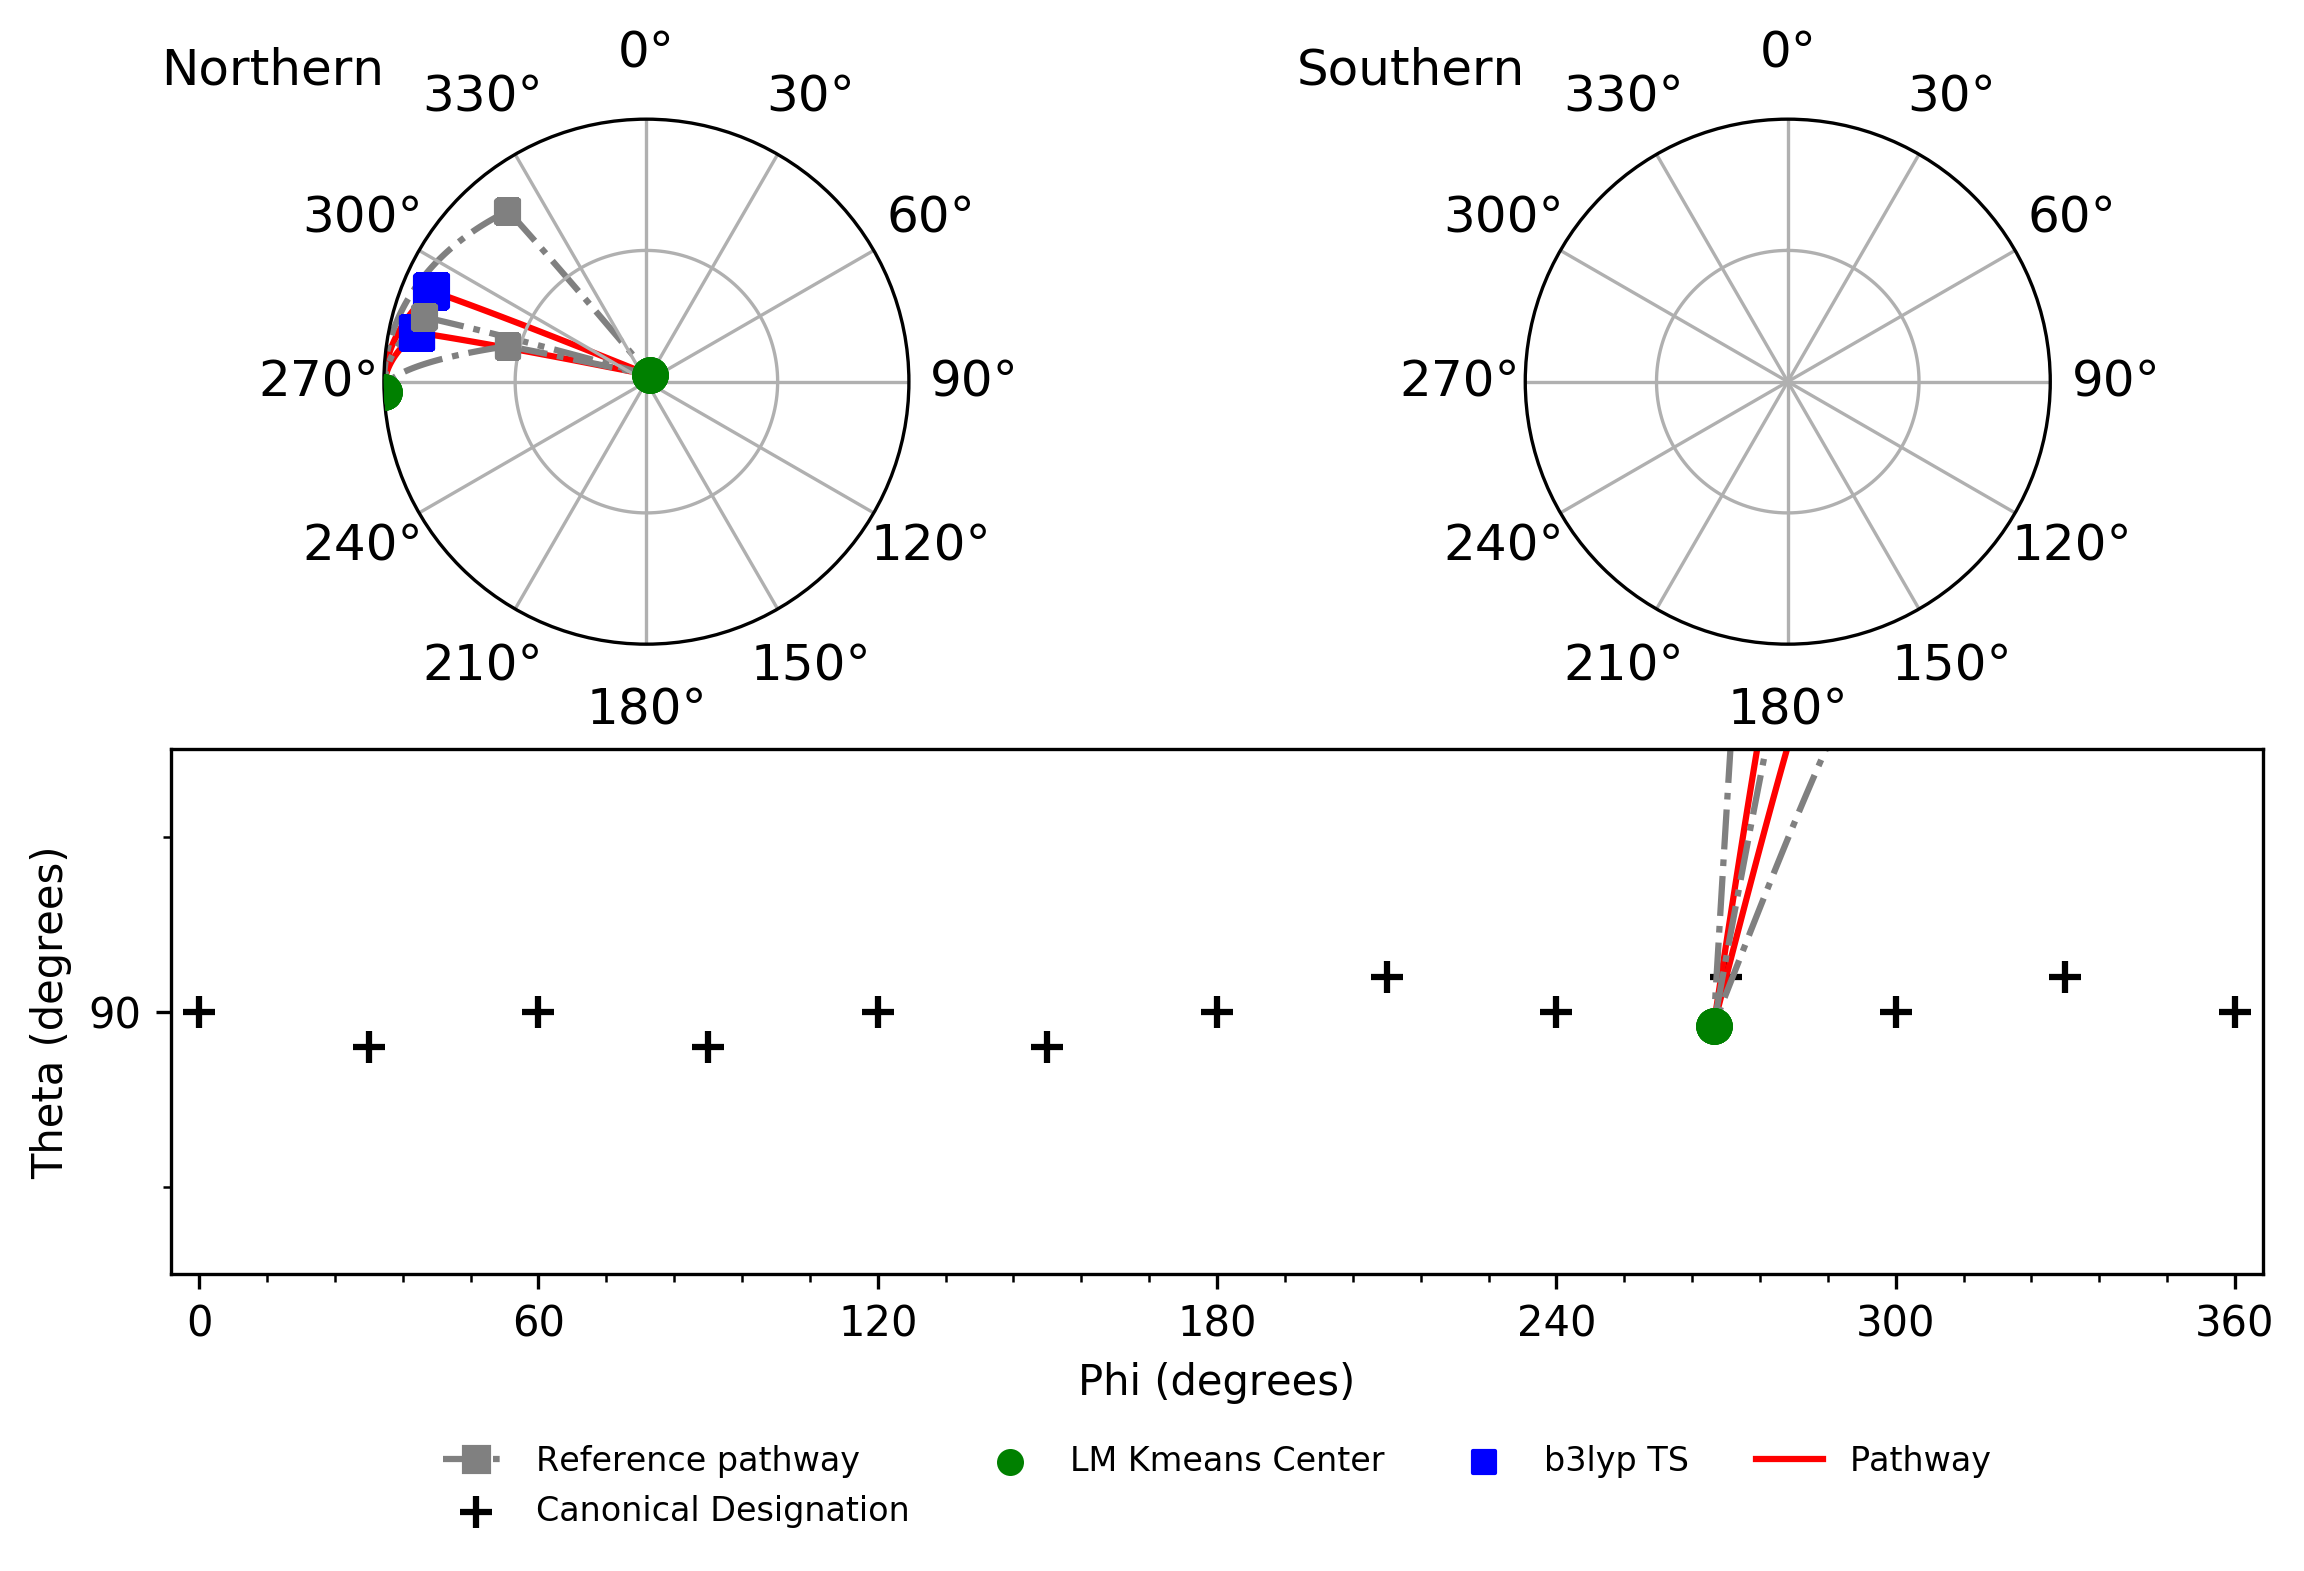 Northern
0°
30°
60°
90°
120°
150°
180°
210°
240°
270°
300°
330°
Southern
0°
30°
60°
90°
120°
150°
180°
210°
240°
270°
300°
330°
Theta (degrees)
90
0 60 120 180 240 300 360
Phi (degrees)
Reference pathway
Canonical Designation
LM Kmeans Center
b3lyp TS
Pathway